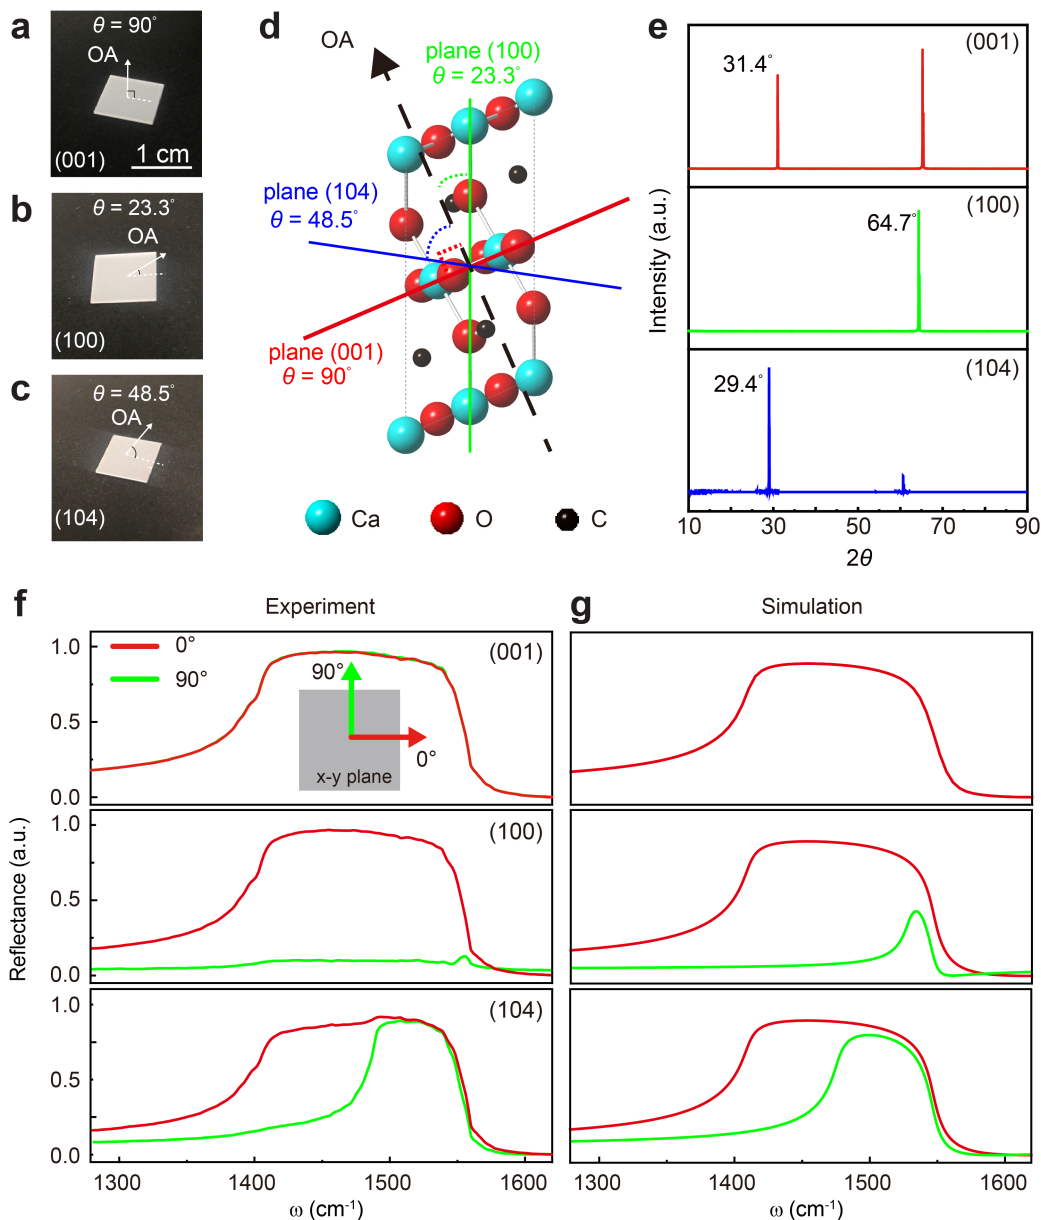 a
θ = 90°
OA
(001)
1 cm
b
θ = 23.3°
OA
(100)
c
θ = 48.5°
OA
(104)
d
OA
plane (100)
θ = 23.3°
plane (104)
θ = 48.5°
plane (001)
θ = 90°
Ca
O
C
e
(001)
31.4°
(100)
64.7°
(104)
29.4°
Intensity (a.u.)
10
30
50
70
90
2θ
f
Experiment
0°
90°
(001)
90°
0°
x-y plane
1.0
0.5
0.0
(100)
1.0
0.5
0.0
(104)
1.0
0.5
0.0
Reflectance (a.u.)
1300
1400
1500
1600
ω (cm⁻¹)
g
Simulation
1300
1400
1500
1600
ω (cm⁻¹)